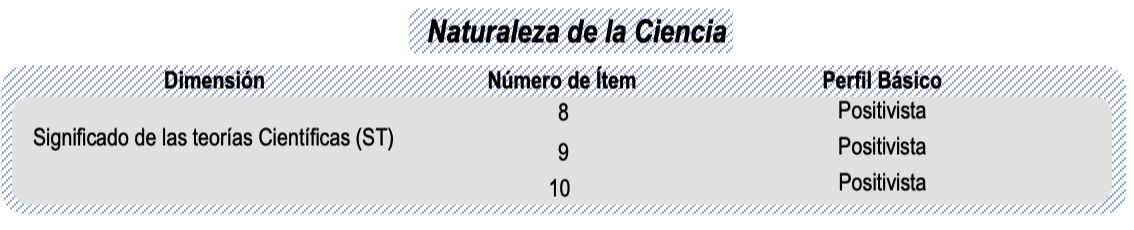 Naturaleza de la Ciencia
Dimensión Número de Ítem Perfil Básico
8 Positivista
Significado de las teorías Científicas (ST)
9 Positivista
10 Positivista